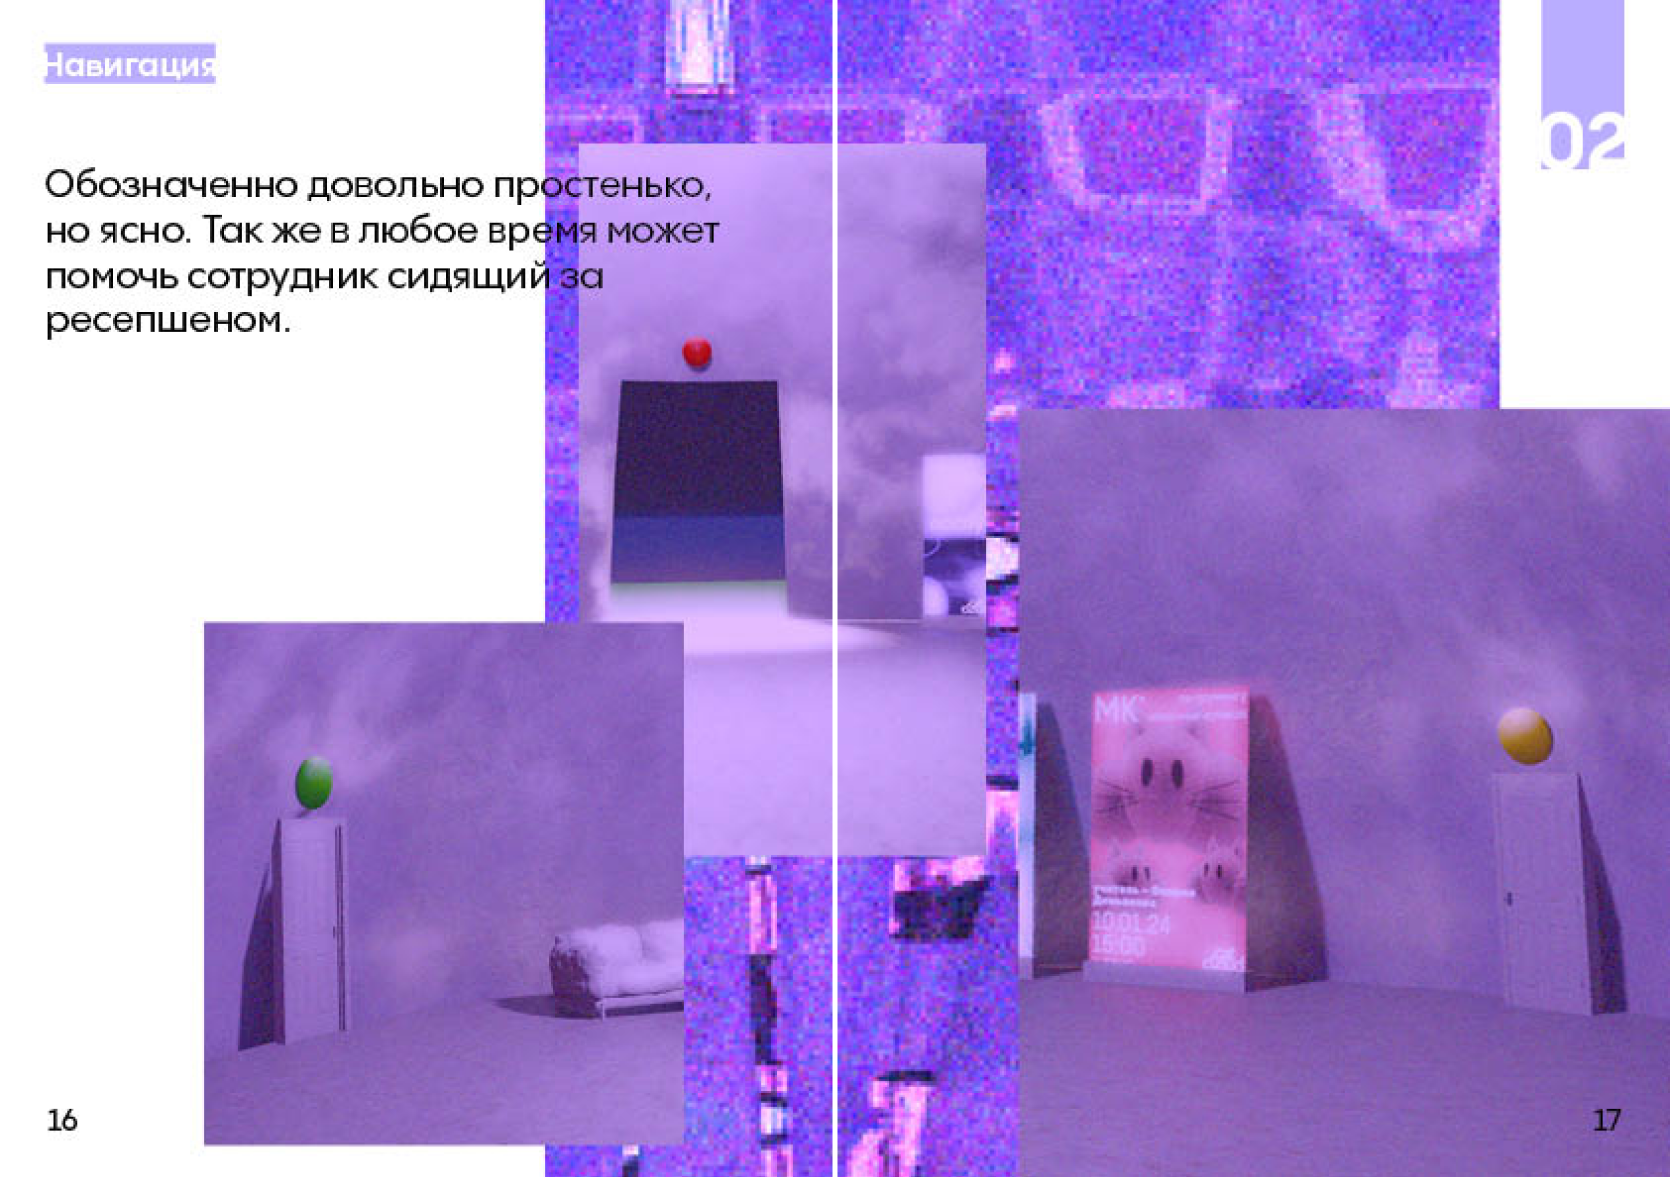 Навигация
02
Обозначенно довольно простенько,
но ясно. Так же в любое время может
помочь сотрудник сидящий за
ресепшеном.
МК
учитель – 
10.01.24
15:00
16
17